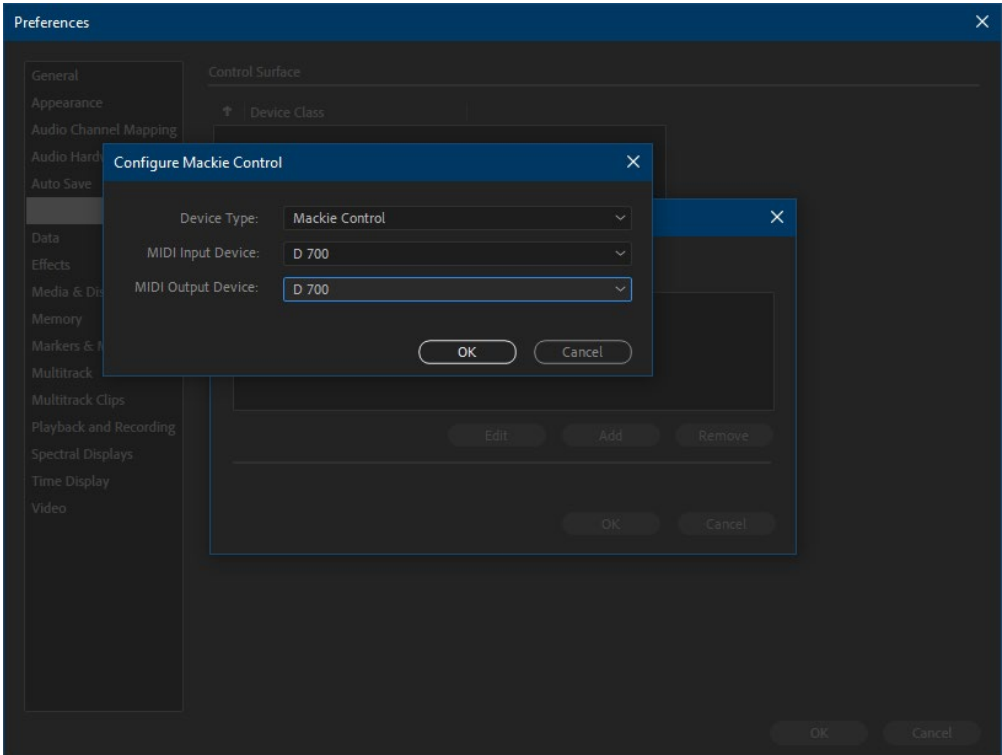 Preferences
General
Appearance
Audio Channel Mapping
Audio Hardw
Auto Save
Data
Effects
Media & Dis
Memory
Markers & M
Multitrack
Multitrack Clips
Playback and Recording
Spectral Displays
Time Display
Video
Control Surface
Device Class
Configure Mackie Control
Device Type: Mackie Control
MIDI Input Device: D 700
MIDI Output Device: D 700
OK Cancel
Edit Add Remove
OK Cancel
OK Cancel